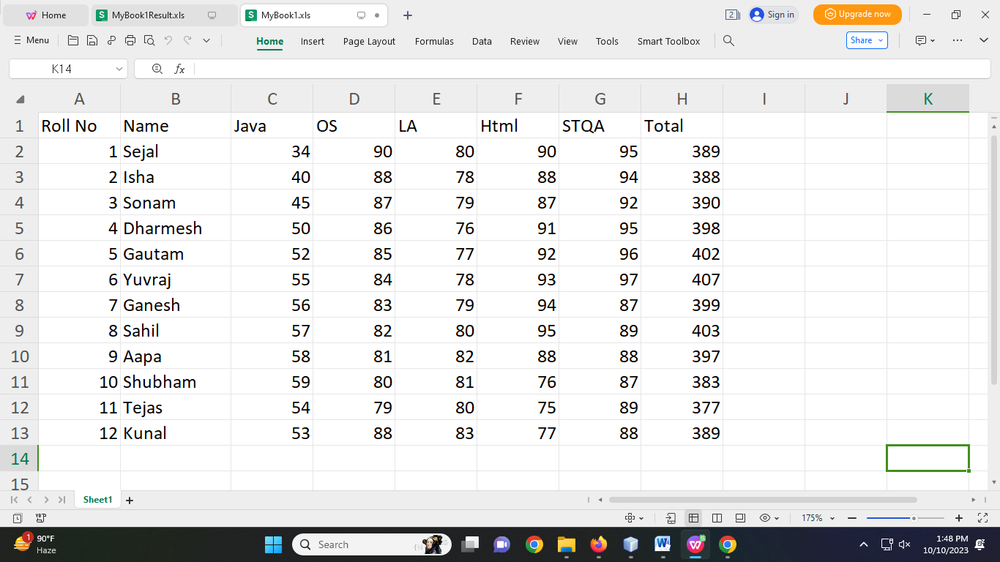 Home MyBook1Result.xls MyBook1.xls + 2 Sign in Upgrade now
Menu Home Insert Page Layout Formulas Data Review View Tools Smart Toolbox Share
K14 fx
A B C D E F G H I J K
1 Roll No Name Java OS LA Html STQA Total
2 1 Sejal 34 90 80 90 95 389
3 2 Isha 40 88 78 88 94 388
4 3 Sonam 45 87 79 87 92 390
5 4 Dharmesh 50 86 76 91 95 398
6 5 Gautam 52 85 77 92 96 402
7 6 Yuvraj 55 84 78 93 97 407
8 7 Ganesh 56 83 79 94 87 399
9 8 Sahil 57 82 80 95 89 403
10 9 Aapa 58 81 82 88 88 397
11 10 Shubham 59 80 81 76 87 383
12 11 Tejas 54 79 80 75 89 377
13 12 Kunal 53 88 83 77 88 389
14
15
Sheet1 +
175%
1 90°F Search 1:48 PM
Haze 10/10/2023